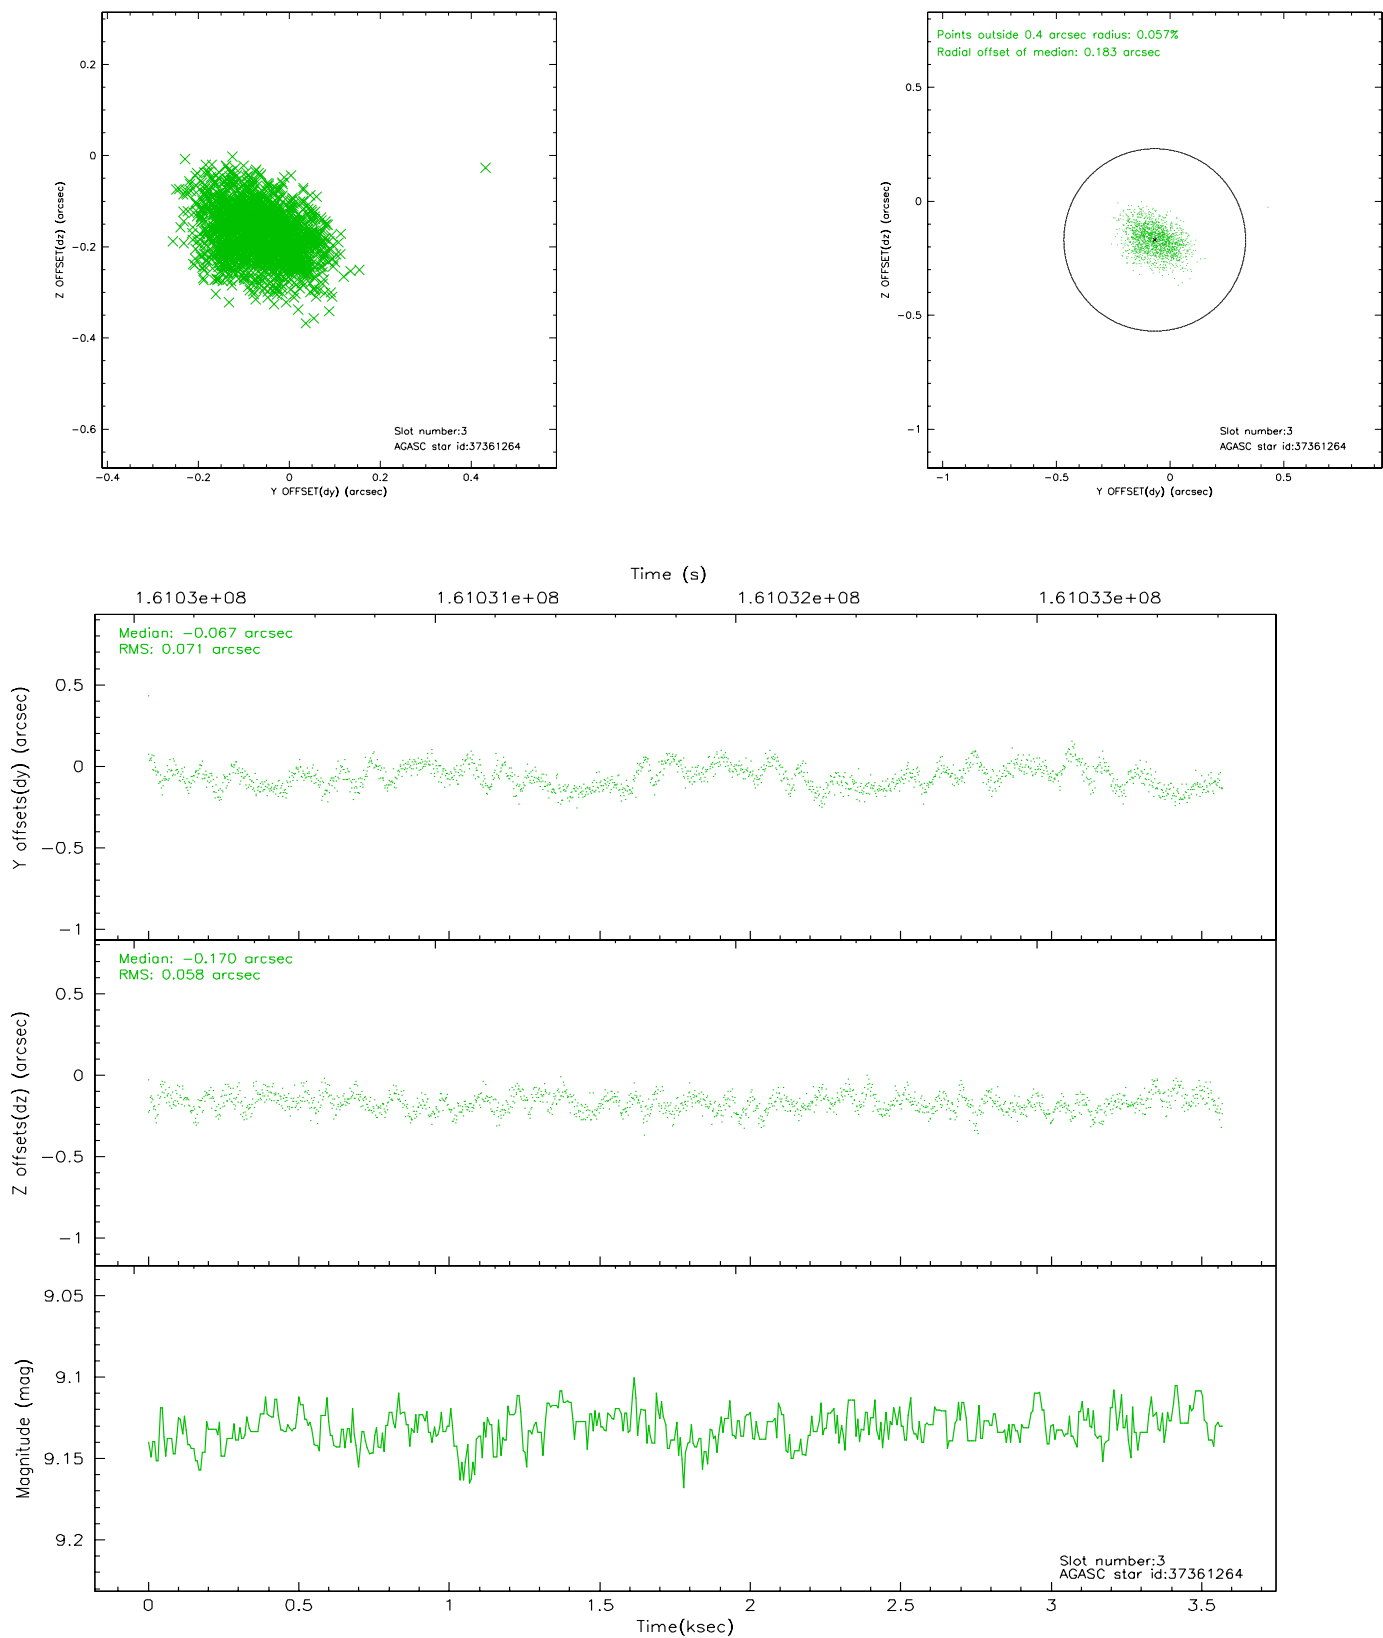 0.2
0
−0.2
−0.4
−0.6
Z OFFSET(dz) (arcsec)
Slot number:3
AGASC star id:37361264
−0.4 −0.2 0 0.2 0.4
Y OFFSET(dy) (arcsec)
Points outside 0.4 arcsec radius: 0.057%
Radial offset of median: 0.183 arcsec
0.5
0
−0.5
−1
Z OFFSET(dz) (arcsec)
Slot number:3
AGASC star id:37361264
−1 −0.5 0 0.5
Y OFFSET(dy) (arcsec)
Time (s)
1.6103e+08 1.61031e+08 1.61032e+08 1.61033e+08
Median: −0.067 arcsec
RMS: 0.071 arcsec
0.5
0
−0.5
−1
Y offsets(dy) (arcsec)
Median: −0.170 arcsec
RMS: 0.058 arcsec
0.5
0
−0.5
−1
Z offsets(dz) (arcsec)
9.05
9.1
9.15
9.2
Magnitude (mag)
Slot number:3
AGASC star id:37361264
0 0.5 1 1.5 2 2.5 3 3.5
Time(ksec)